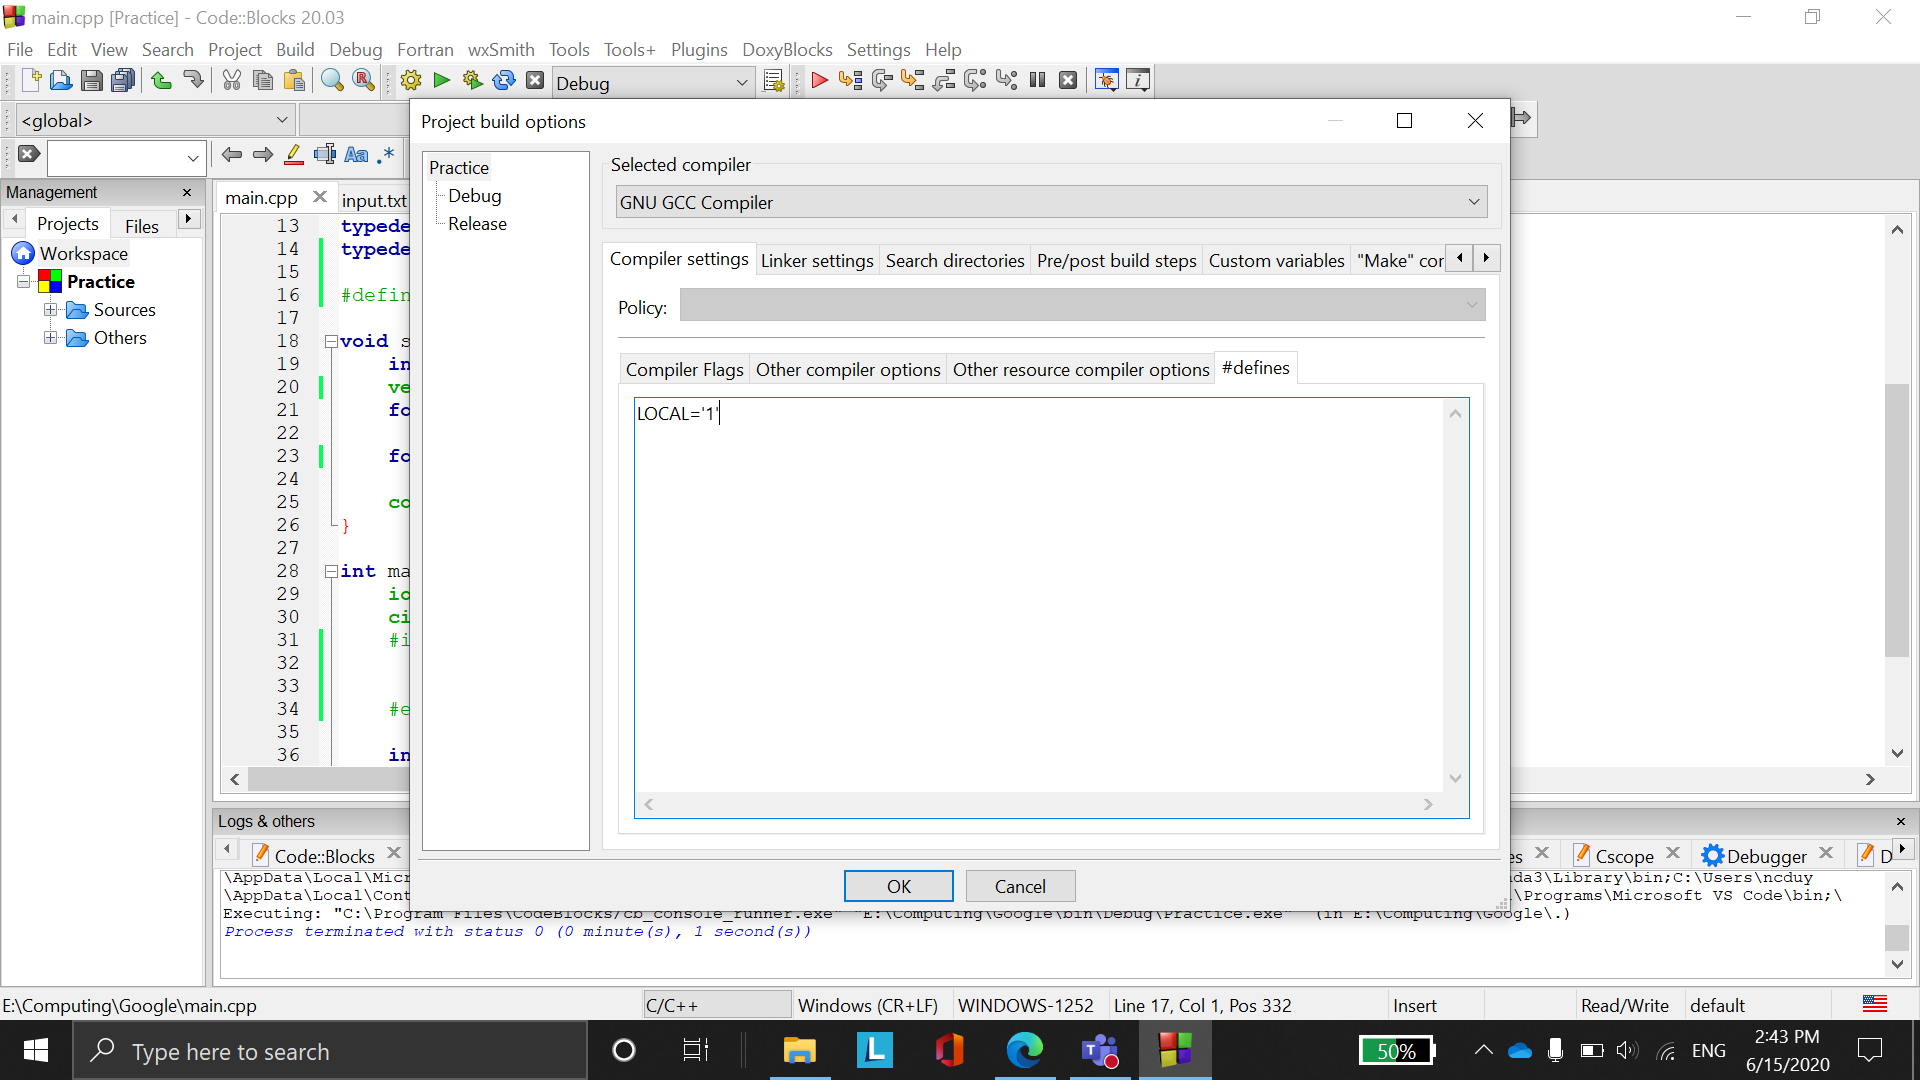 main.cpp [Practice] - Code::Blocks 20.03
File Edit View Search Project Build Debug Fortran wxSmith Tools Tools+ Plugins DoxyBlocks Settings Help
Debug
<global>
Project build options
Aa .*
Management
Projects Files
Workspace
Practice
Sources
Others
main.cpp input.txt
13 typede
14 typede
15
16 #defin
17
18 void s
19 in
20 ve
21 fo
22
23 fo
24
25 co
26 }
27
28 int ma
29 io
30 ci
31 #i
32
33
34 #e
35
36 in
Practice
Debug
Release
Selected compiler
GNU GCC Compiler
Compiler settings Linker settings Search directories Pre/post build steps Custom variables "Make" cor
Policy:
Compiler Flags Other compiler options Other resource compiler options #defines
LOCAL='1'
OK Cancel
Logs & others
Code::Blocks es Cscope Debugger D
\AppData\Local\Micr nda3\Library\bin;C:\Users\ncduy
\AppData\Local\Cont \Programs\Microsoft VS Code\bin;\
Executing: "C:\Program Files\CodeBlocks/cb_console_runner.exe" "E:\Computing\Google\bin\Debug\Practice.exe" (in E:\Computing\Google\.)
Process terminated with status 0 (0 minute(s), 1 second(s))
E:\Computing\Google\main.cpp C/C++ Windows (CR+LF) WINDOWS-1252 Line 17, Col 1, Pos 332 Insert Read/Write default
Type here to search
50%
ENG
2:43 PM
6/15/2020